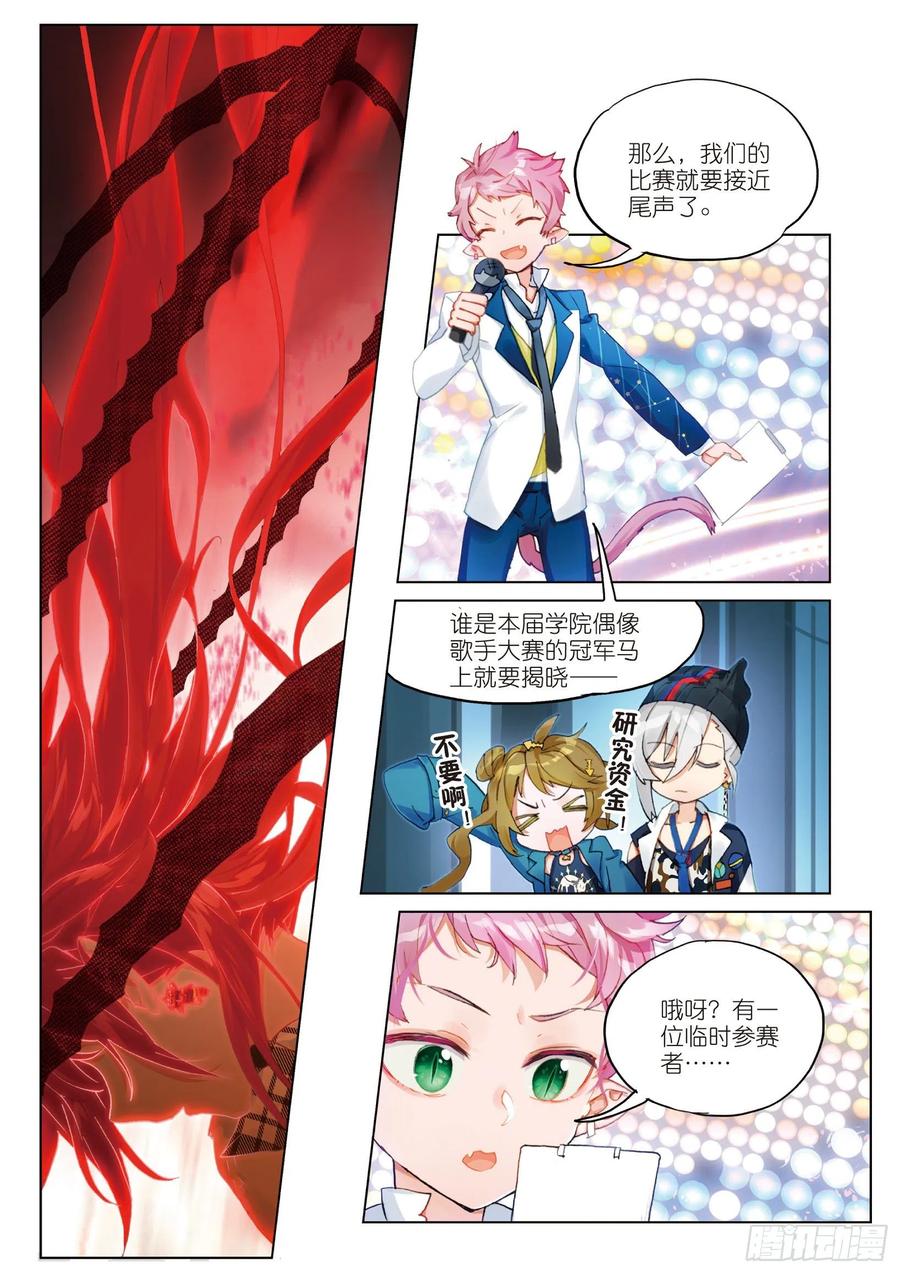 那么，我们的
比赛就要接近
尾声了。
谁是本届学院偶像
歌手大赛的冠军马
上就要揭晓——
不要啊！
研究资金！
哦呀？有一
位临时参赛
者……
腾讯动漫